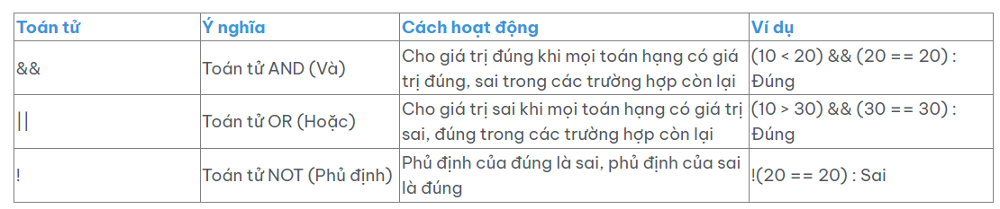 Toán tử Ý nghĩa Cách hoạt động Ví dụ
&& Toán tử AND (Và) Cho giá trị đúng khi mọi toán hạng có giá trị đúng, sai trong các trường hợp còn lại (10 < 20) && (20 == 20) : Đúng
|| Toán tử OR (Hoặc) Cho giá trị sai khi mọi toán hạng có giá trị sai, đúng trong các trường hợp còn lại (10 > 30) && (30 == 30) : Đúng
! Toán tử NOT (Phủ định) Phủ định của đúng là sai, phủ định của sai là đúng !(20 == 20) : Sai